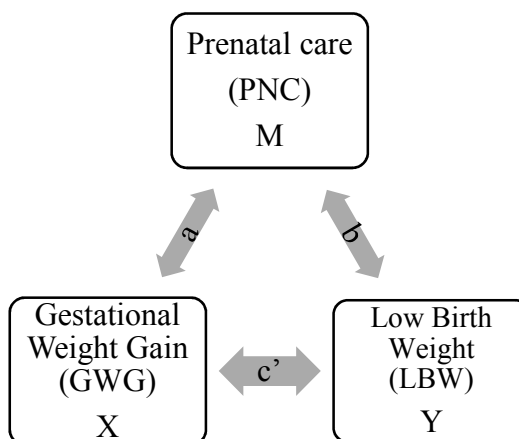 Prenatal care
(PNC)
M
a
b
Gestational
Weight Gain
(GWG)
X
c’
Low Birth
Weight
(LBW)
Y